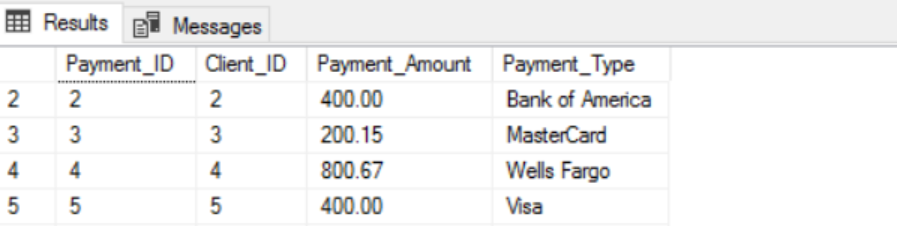 Results Messages
Payment_ID Client_ID Payment_Amount Payment_Type
2 2 2 400.00 Bank of America
3 3 3 200.15 MasterCard
4 4 4 800.67 Wells Fargo
5 5 5 400.00 Visa